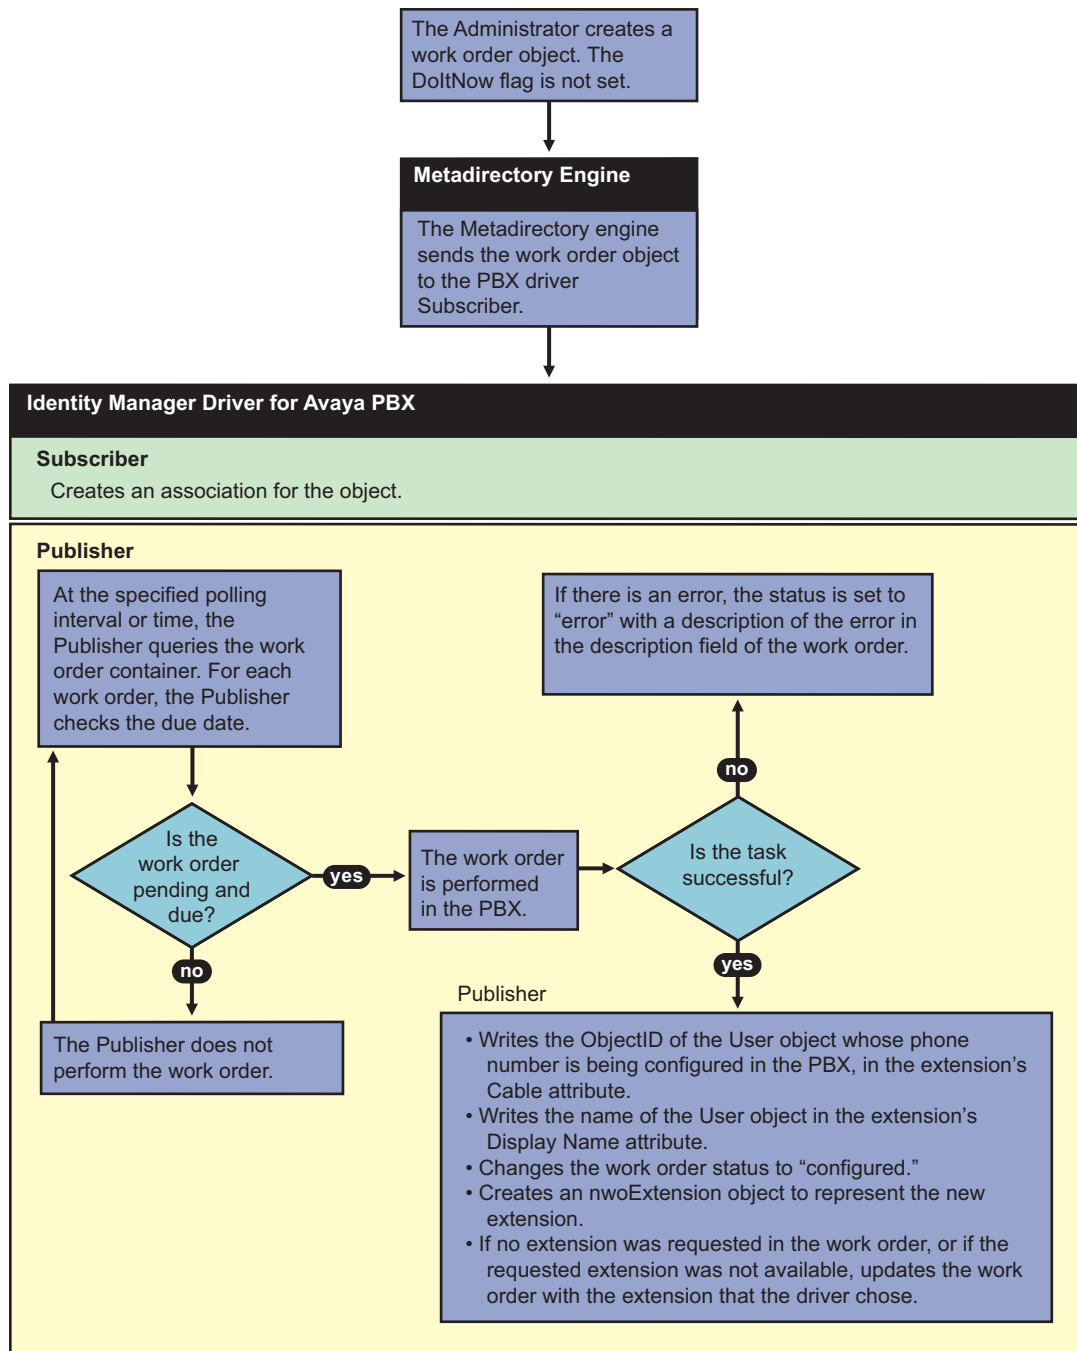 The Administrator creates a
work order object. The
DoItNow flag is not set.
Metadirectory Engine
The Metadirectory engine
sends the work order object
to the PBX driver
Subscriber.
Identity Manager Driver for Avaya PBX
Subscriber
Creates an association for the object.
Publisher
At the specified polling
interval or time, the
Publisher queries the work
order container. For each
work order, the Publisher
checks the due date.
If there is an error, the status is set to
“error” with a description of the error in
the description field of the work order.
no
Is the
work order
pending and
due?
yes
The work order
is performed
in the PBX.
Is the task
successful?
no
yes
The Publisher does not
perform the work order.
Publisher
• Writes the ObjectID of the User object whose phone
number is being configured in the PBX, in the extension’s
Cable attribute.
• Writes the name of the User object in the extension’s
Display Name attribute.
• Changes the work order status to “configured.”
• Creates an nwoExtension object to represent the new
extension.
• If no extension was requested in the work order, or if the
requested extension was not available, updates the work
order with the extension that the driver chose.